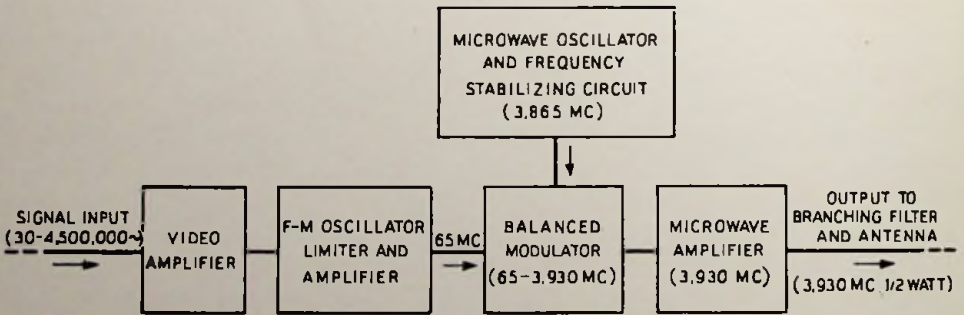 MICROWAVE OSCILLATOR
AND FREQUENCY
STABILIZING CIRCUIT
(3,865 MC)
SIGNAL INPUT
(30-4,500,000~)
VIDEO
AMPLIFIER
F-M OSCILLATOR
LIMITER AND
AMPLIFIER
65 MC
BALANCED
MODULATOR
(65-3,930 MC)
MICROWAVE
AMPLIFIER
(3,930 MC)
OUTPUT TO
BRANCHING FILTER
AND ANTENNA
(3,930 MC, 1/2 WATT)